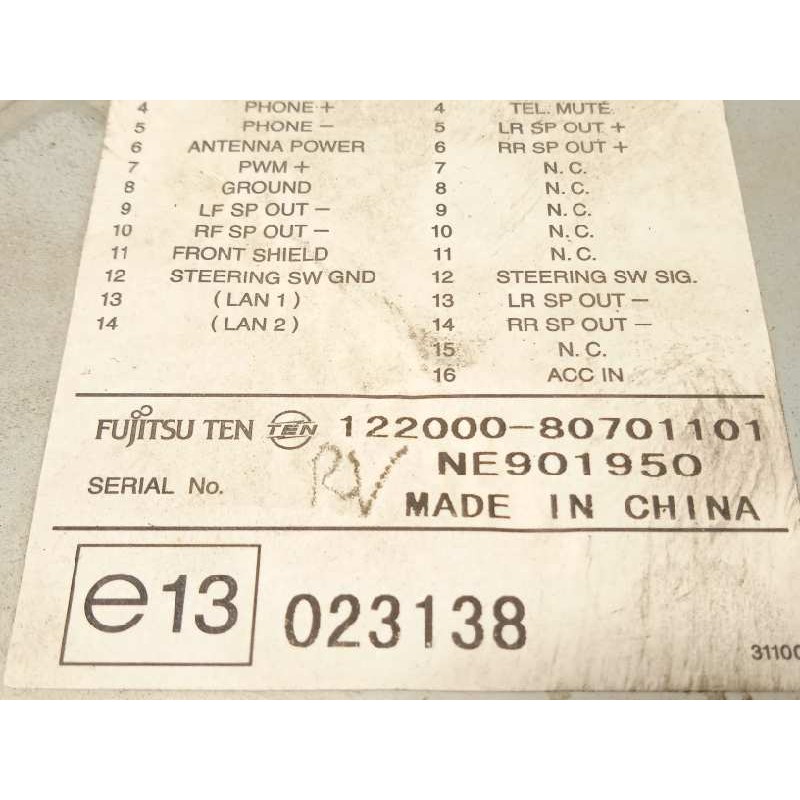 4 PHONE + 4 TEL. MUTE
5 PHONE − 5 LR SP OUT +
6 ANTENNA POWER 6 RR SP OUT +
7 PWM + 7 N. C.
8 GROUND 8 N. C.
9 LF SP OUT − 9 N. C.
10 RF SP OUT − 10 N. C.
11 FRONT SHIELD 11 N. C.
12 STEERING SW GND 12 STEERING SW SIG.
13 ( LAN 1 ) 13 LR SP OUT −
14 ( LAN 2 ) 14 RR SP OUT −
15 N. C.
16 ACC IN
FUJITSU TEN TEN 122000-80701101
SERIAL No. RV NE901950
MADE IN CHINA
e13 023138
31100